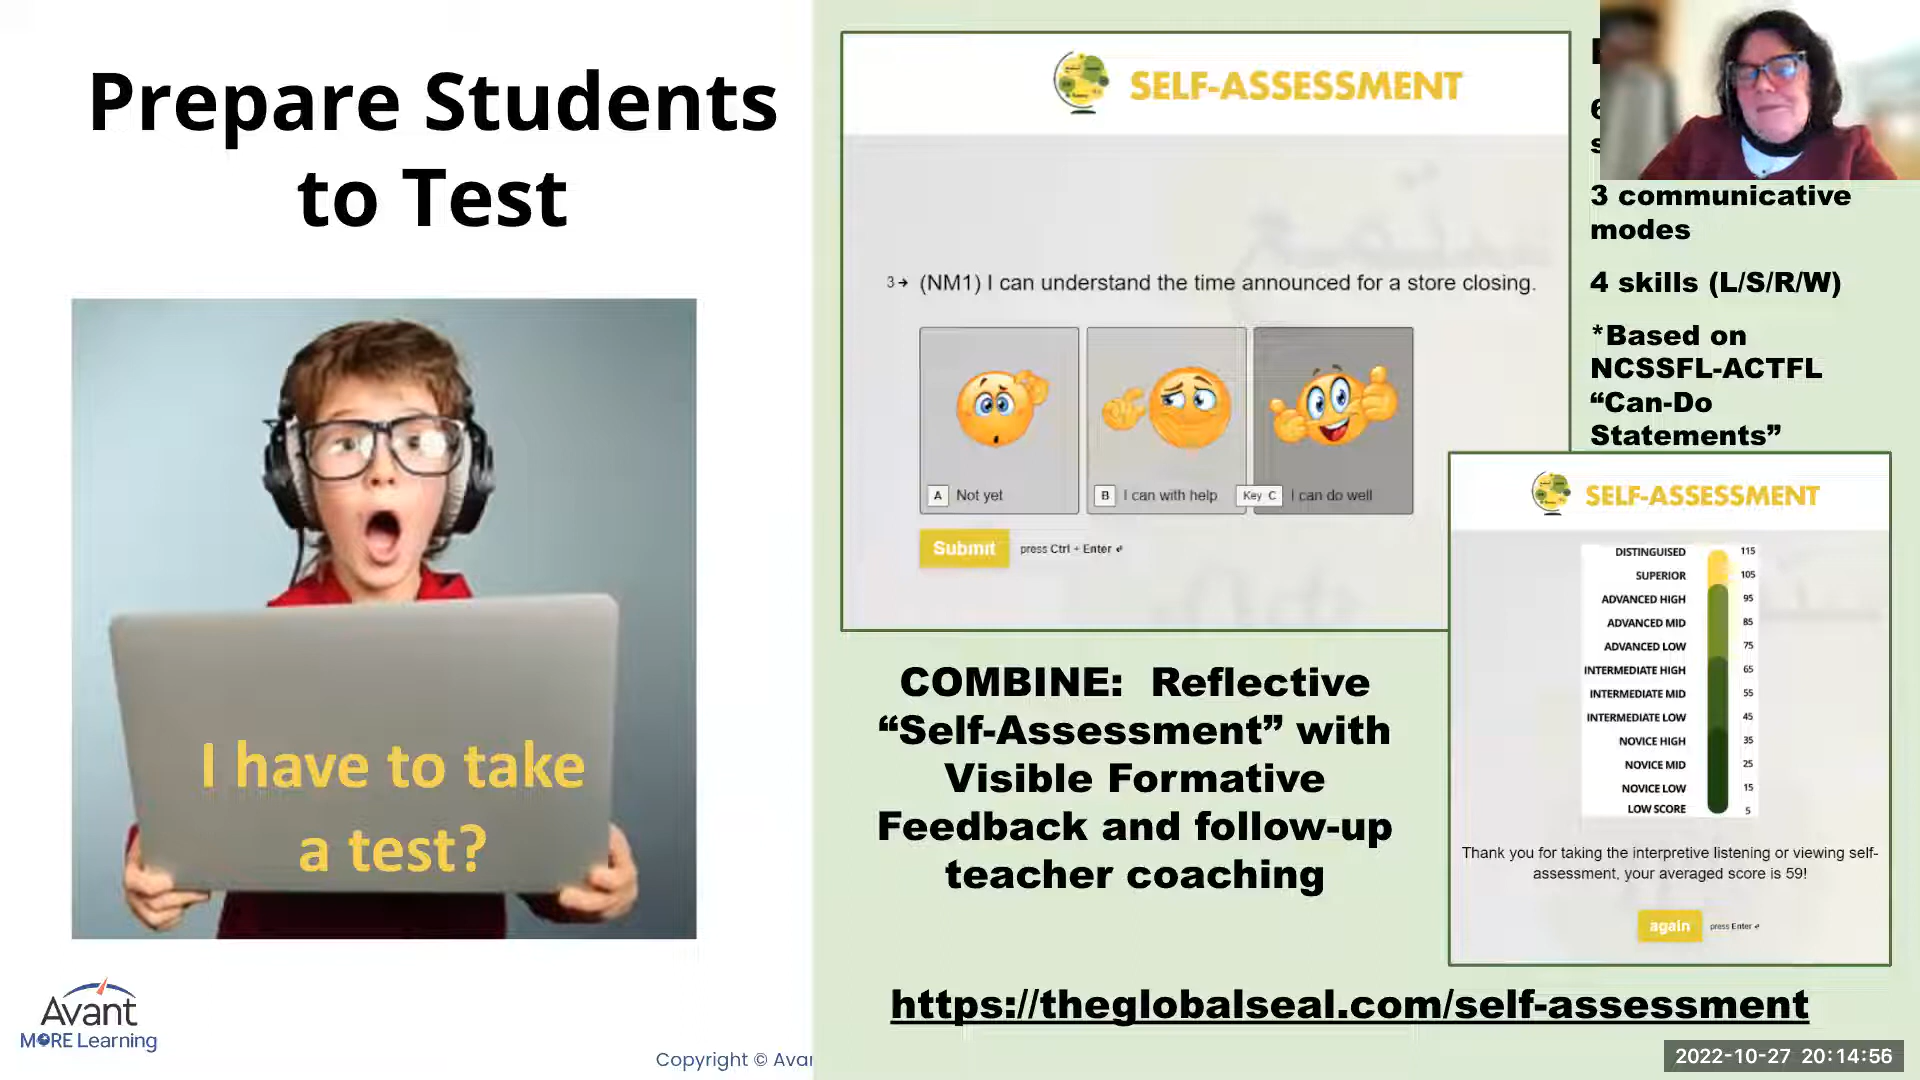 Prepare Students
to Test
I have to take
a test?
Avant
MORE Learning
Copyright © Avan
SELF-ASSESSMENT
3 (NM1) I can understand the time announced for a store closing.
A Not yet
B I can with help
Key C I can do well
Submit press Ctrl + Enter
3 communicative
modes
4 skills (L/S/R/W)
*Based on
NCSSFL-ACTFL
“Can-Do
Statements”
SELF-ASSESSMENT
DISTINGUISED 115
SUPERIOR 105
ADVANCED HIGH 95
ADVANCED MID 85
ADVANCED LOW 75
INTERMEDIATE HIGH 65
INTERMEDIATE MID 55
INTERMEDIATE LOW 45
NOVICE HIGH 35
NOVICE MID 25
NOVICE LOW 15
LOW SCORE 5
Thank you for taking the interpretive listening or viewing self-
assessment, your averaged score is 59!
again press Enter
COMBINE: Reflective
“Self-Assessment” with
Visible Formative
Feedback and follow-up
teacher coaching
https://theglobalseal.com/self-assessment
2022-10-27 20:14:56